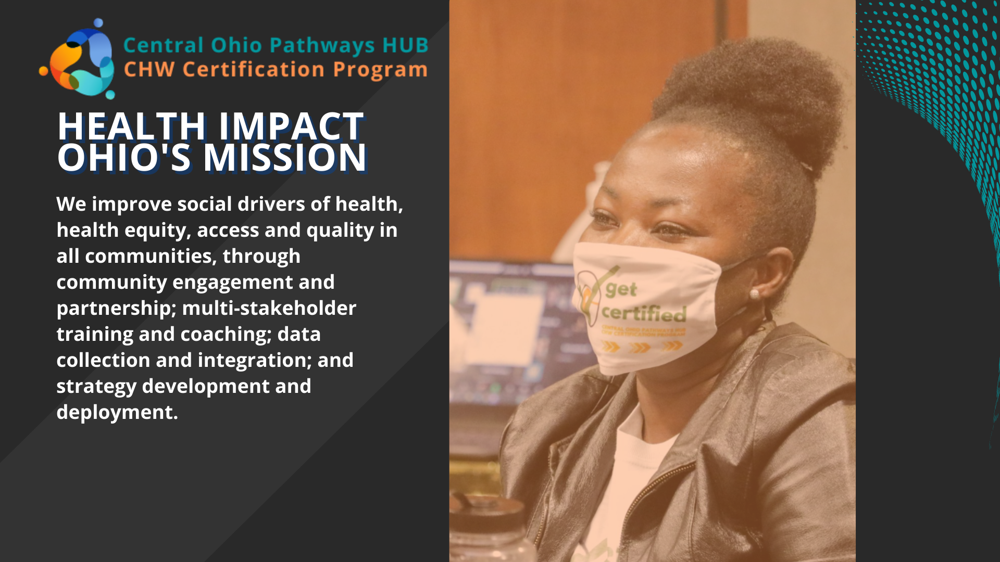 Central Ohio Pathways HUB
CHW Certification Program
HEALTH IMPACT
OHIO'S MISSION
We improve social drivers of health,
health equity, access and quality in
all communities, through
community engagement and
partnership; multi-stakeholder
training and coaching; data
collection and integration; and
strategy development and
deployment.
get
certified
CENTRAL OHIO PATHWAYS HUB
CHW CERTIFICATION PROGRAM